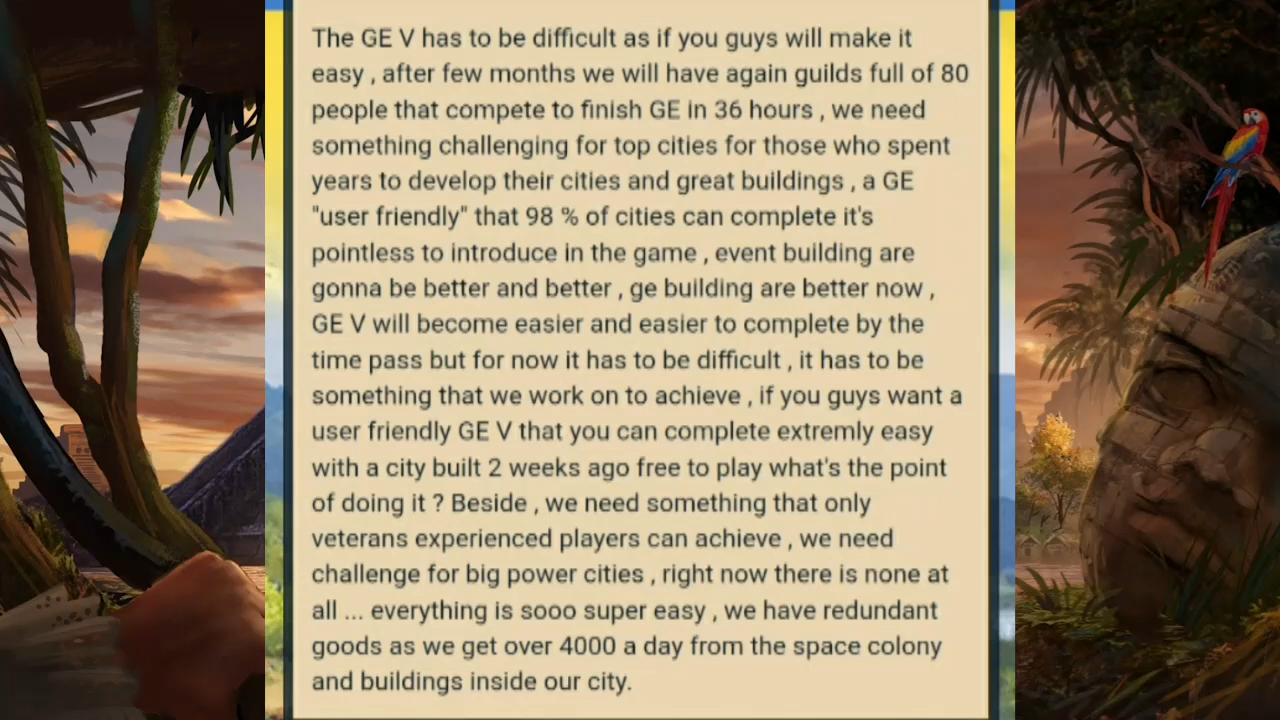 The GE V has to be difficult as if you guys will make it
easy , after few months we will have again guilds full of 80
people that compete to finish GE in 36 hours , we need
something challenging for top cities for those who spent
years to develop their cities and great buildings , a GE
"user friendly" that 98 % of cities can complete it's
pointless to introduce in the game , event building are
gonna be better and better , ge building are better now ,
GE V will become easier and easier to complete by the
time pass but for now it has to be difficult , it has to be
something that we work on to achieve , if you guys want a
user friendly GE V that you can complete extremly easy
with a city built 2 weeks ago free to play what's the point
of doing it ? Beside , we need something that only
veterans experienced players can achieve , we need
challenge for big power cities , right now there is none at
all ... everything is sooo super easy , we have redundant
goods as we get over 4000 a day from the space colony
and buildings inside our city.